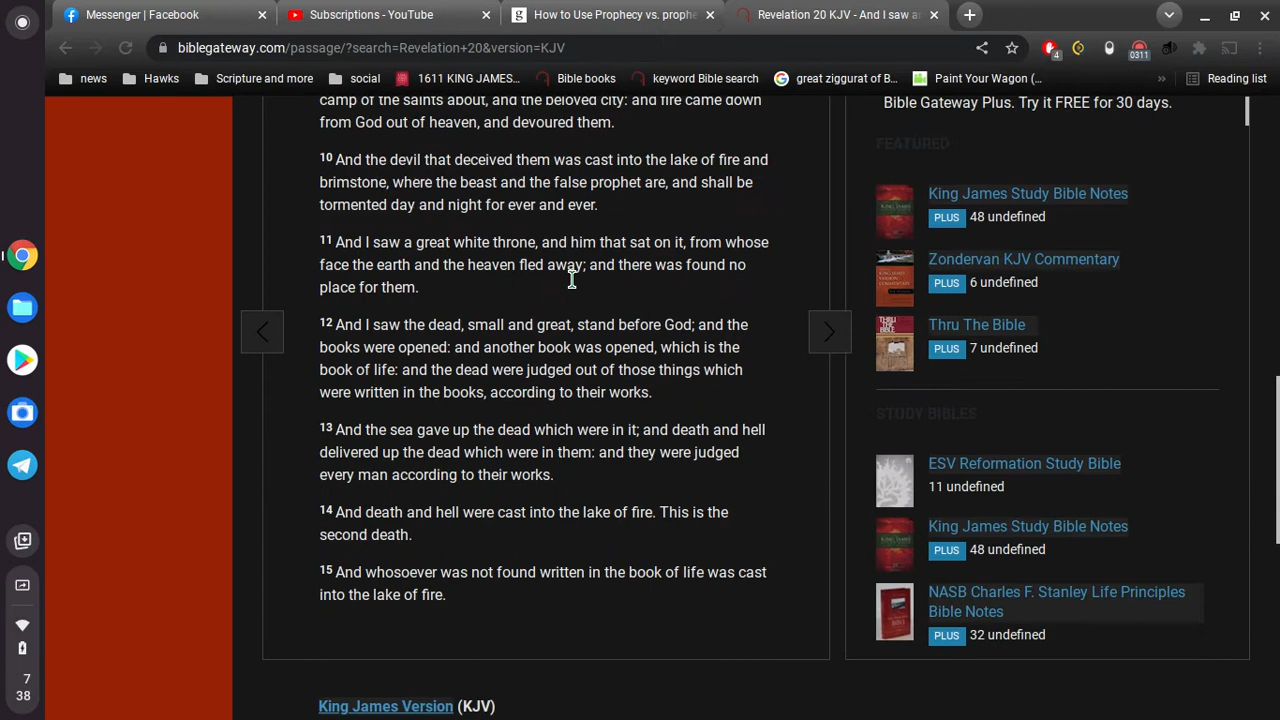 Messenger | Facebook
Subscriptions - YouTube
How to Use Prophecy vs. prophe
Revelation 20 KJV - And I saw a
biblegateway.com/passage/?search=Revelation+20&version=KJV
4
0311
news
Hawks
Scripture and more
social
1611 KING JAMES...
Bible books
keyword Bible search
great ziggurat of B...
Paint Your Wagon (...
»
Reading list
camp of the saints about, and the beloved city: and fire came down
from God out of heaven, and devoured them.
10 And the devil that deceived them was cast into the lake of fire and
brimstone, where the beast and the false prophet are, and shall be
tormented day and night for ever and ever.
11 And I saw a great white throne, and him that sat on it, from whose
face the earth and the heaven fled away; and there was found no
place for them.
12 And I saw the dead, small and great, stand before God; and the
books were opened: and another book was opened, which is the
book of life: and the dead were judged out of those things which
were written in the books, according to their works.
13 And the sea gave up the dead which were in it; and death and hell
delivered up the dead which were in them: and they were judged
every man according to their works.
14 And death and hell were cast into the lake of fire. This is the
second death.
15 And whosoever was not found written in the book of life was cast
into the lake of fire.
King James Version (KJV)
Bible Gateway Plus. Try it FREE for 30 days.
FEATURED
King James Study Bible Notes
PLUS 48 undefined
Zondervan KJV Commentary
PLUS 6 undefined
Thru The Bible
PLUS 7 undefined
STUDY BIBLES
ESV Reformation Study Bible
11 undefined
King James Study Bible Notes
PLUS 48 undefined
NASB Charles F. Stanley Life Principles
Bible Notes
PLUS 32 undefined
7
38